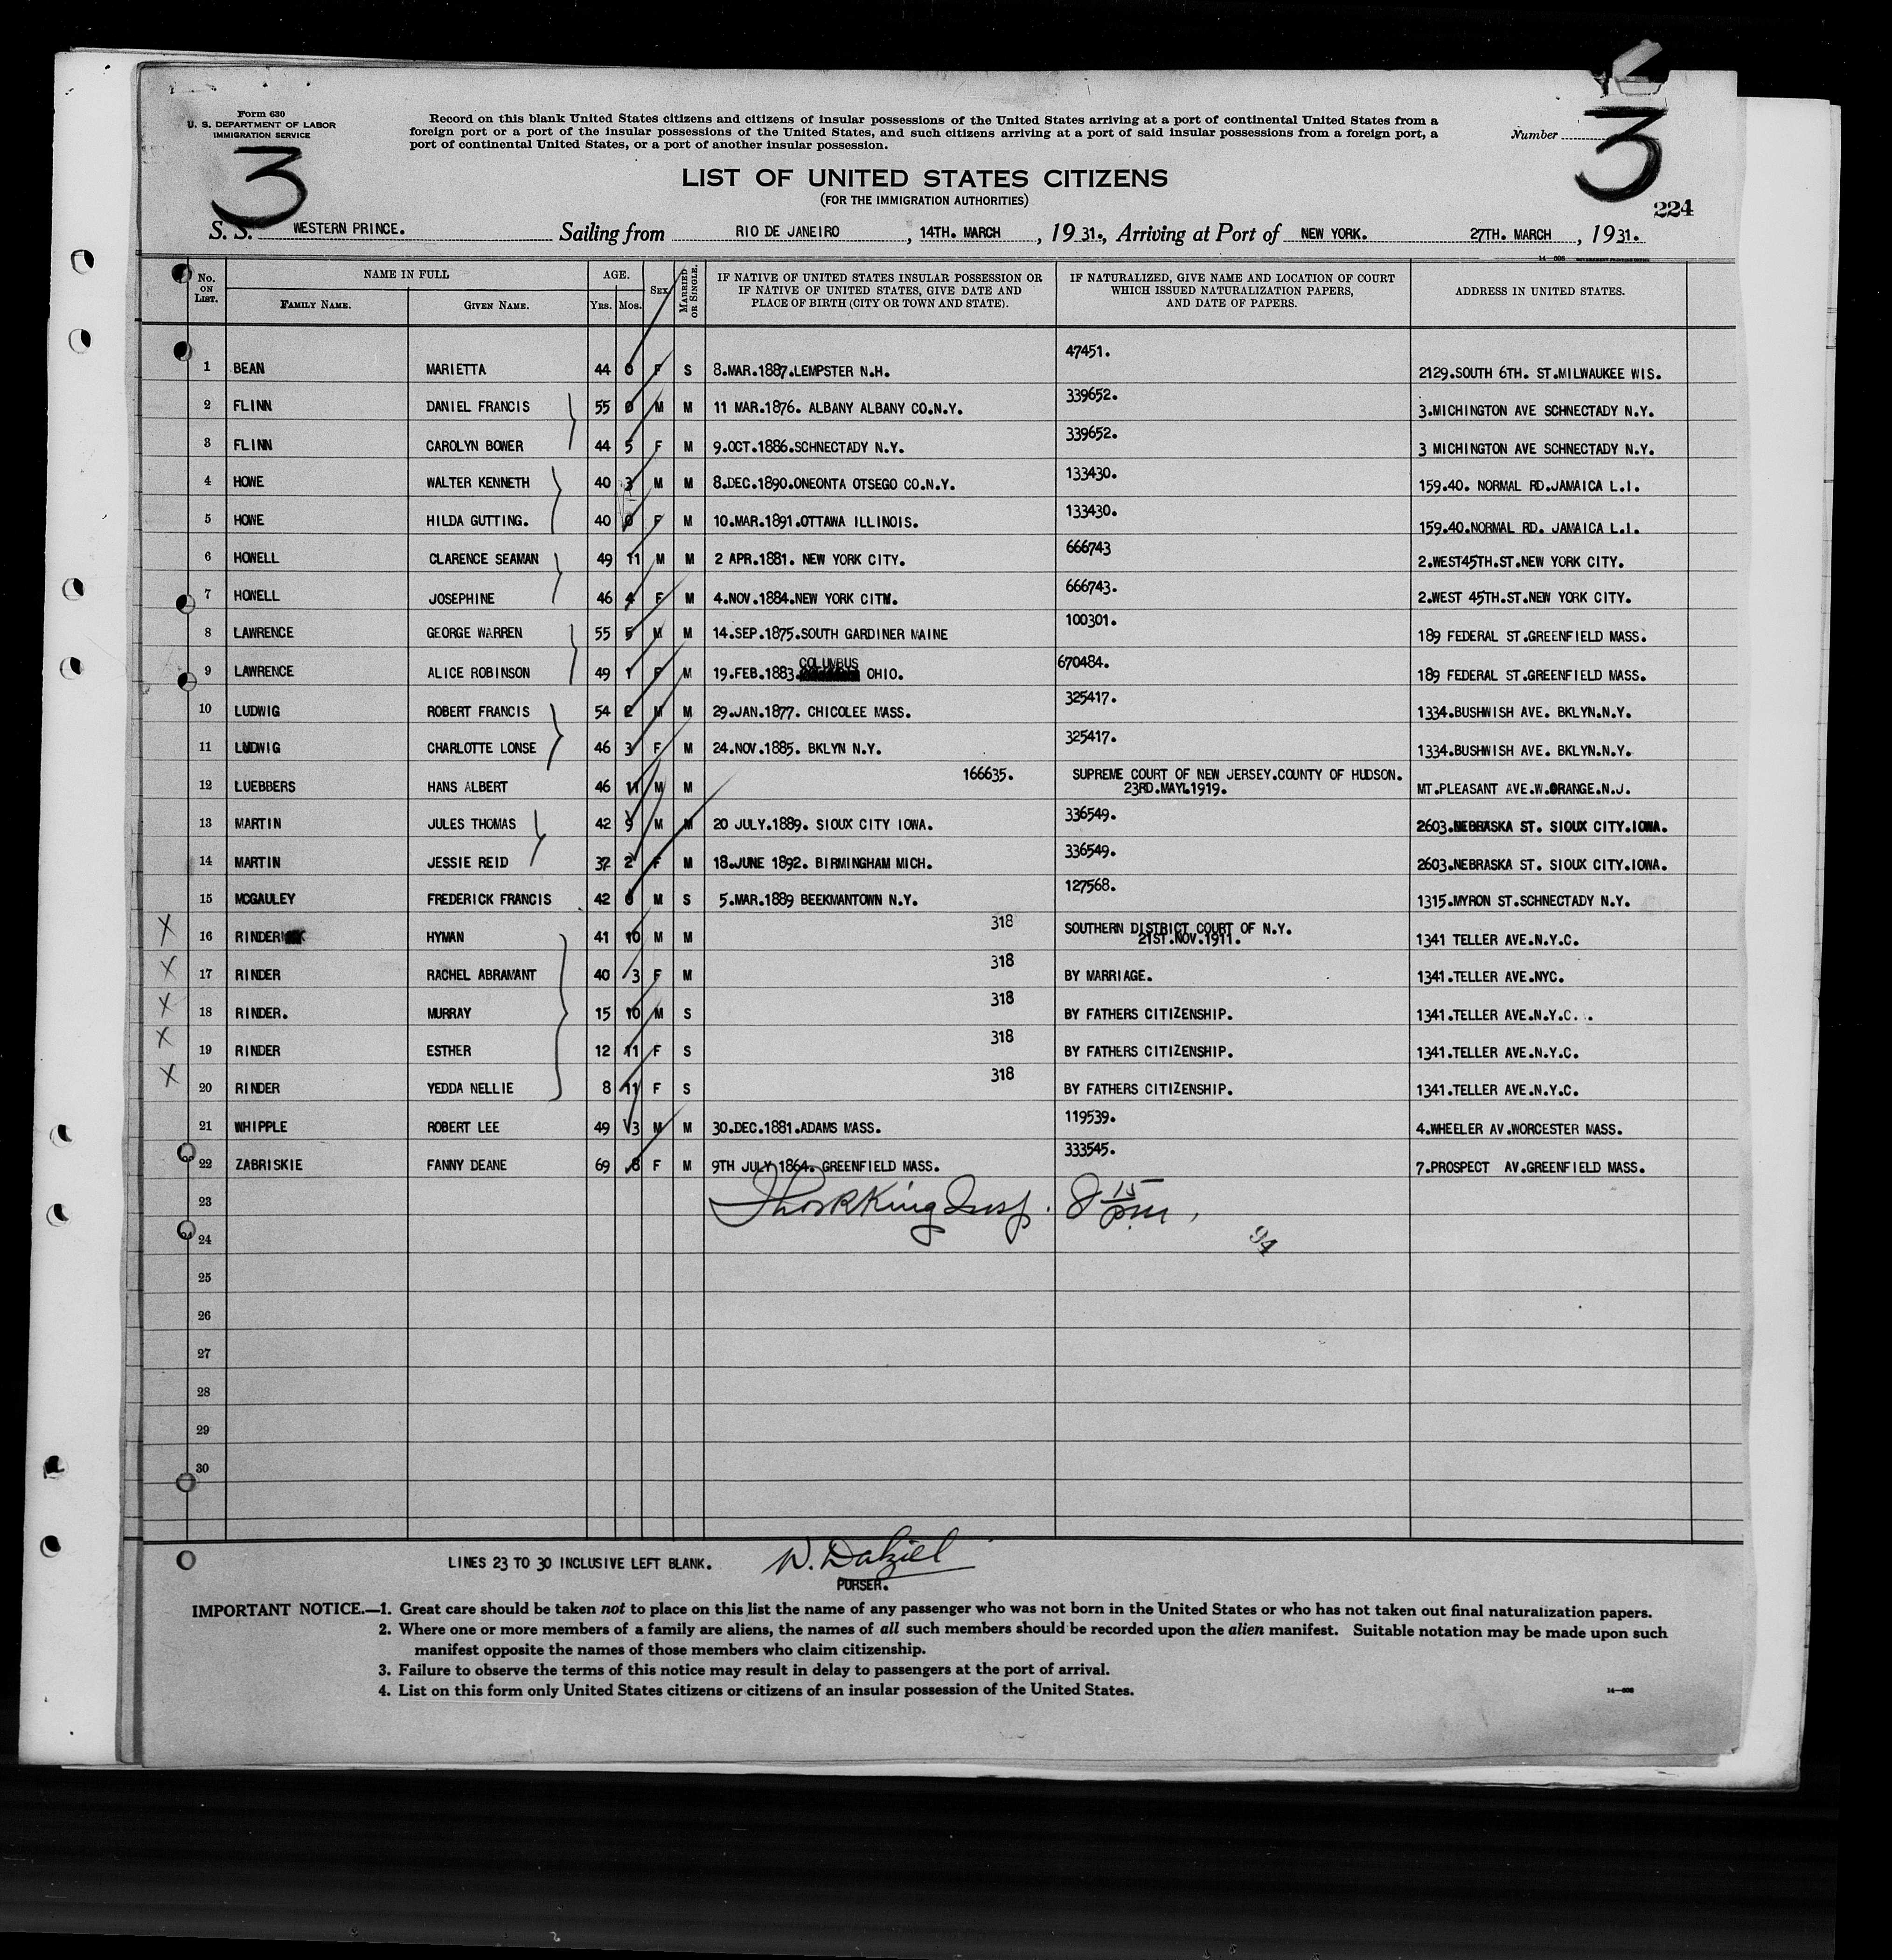 Form 630
U. S. DEPARTMENT OF LABOR
IMMIGRATION SERVICE
3
Record on this blank United States citizens and citizens of insular possessions of the United States arriving at a port of continental United States from a
foreign port or a port of the insular possessions of the United States, and such citizens arriving at a port of said insular possessions from a foreign port, a
port of continental United States, or a port of another insular possession.
Number
3
LIST OF UNITED STATES CITIZENS
(FOR THE IMMIGRATION AUTHORITIES)
224
S. S. WESTERN PRINCE. Sailing from RIO DE JANEIRO , 14TH. MARCH , 19 31., Arriving at Port of NEW YORK. 27TH. MARCH , 19 31.
No. ON LIST. NAME IN FULL FAMILY NAME. GIVEN NAME. AGE. Yrs. Mos. SEX MARRIED OR SINGLE. IF NATIVE OF UNITED STATES INSULAR POSSESSION OR IF NATIVE OF UNITED STATES, GIVE DATE AND PLACE OF BIRTH (CITY OR TOWN AND STATE). IF NATURALIZED, GIVE NAME AND LOCATION OF COURT WHICH ISSUED NATURALIZATION PAPERS, AND DATE OF PAPERS. ADDRESS IN UNITED STATES.
1 BEAN MARIETTA 44 0 F S 8.MAR.1887.LEMPSTER N.H. 47451. 2129.SOUTH 6TH. ST.MILWAUKEE WIS.
2 FLINN DANIEL FRANCIS 55 0 M M 11 MAR.1876. ALBANY ALBANY CO.N.Y. 339652. 3.MICHINGTON AVE SCHNECTADY N.Y.
3 FLINN CAROLYN BOWER 44 5 F M 9.OCT.1886.SCHNECTADY N.Y. 339652. 3 MICHINGTON AVE SCHNECTADY N.Y.
4 HOWE WALTER KENNETH 40 3 M M 8.DEC.1890.ONEONTA OTSEGO CO.N.Y. 133430. 159.40. NORMAL RD.JAMAICA L.I.
5 HOWE HILDA GUTTING. 40 0 F M 10.MAR.1891.OTTAWA ILLINOIS. 133430. 159.40.NORMAL RD. JAMAICA L.I.
6 HOWELL CLARENCE SEAMAN 49 11 M M 2 APR.1881. NEW YORK CITY. 666743 2.WEST45TH.ST.NEW YORK CITY.
7 HOWELL JOSEPHINE 46 4 F M 4.NOV.1884.NEW YORK CITM. 666743. 2.WEST 45TH.ST.NEW YORK CITY.
8 LAWRENCE GEORGE WARREN 55 5 M M 14.SEP.1875.SOUTH GARDINER MAINE 100301. 189 FEDERAL ST.GREENFIELD MASS.
9 LAWRENCE ALICE ROBINSON 49 1 F M 19.FEB.1883. COLUMBUS OHIO. 670484. 189 FEDERAL ST.GREENFIELD MASS.
10 LUDWIG ROBERT FRANCIS 54 2 M M 29.JAN.1877. CHICOLEE MASS. 325417. 1334.BUSHWISH AVE. BKLYN.N.Y.
11 LUDWIG CHARLOTTE LONSE 46 3 F M 24.NOV.1885. BKLYN N.Y. 325417. 1334.BUSHWISH AVE. BKLYN.N.Y.
12 LUEBBERS HANS ALBERT 46 11 M M 166635. SUPREME COURT OF NEW JERSEY.COUNTY OF HUDSON. 23RD.MAY.1919. MT.PLEASANT AVE.W.ORANGE.N.J.
13 MARTIN JULES THOMAS 42 9 M M 20 JULY.1889. SIOUX CITY IOWA. 336549. 2603.NEBRASKA ST. SIOUX CITY.IOWA.
14 MARTIN JESSIE REID 37 2 F M 18.JUNE 1892. BIRMINGHAM MICH. 336549. 2603.NEBRASKA ST. SIOUX CITY.IOWA.
15 MCGAULEY FREDERICK FRANCIS 42 0 M S 5.MAR.1889 BEEKMANTOWN N.Y. 127568. 1315.MYRON ST.SCHNECTADY N.Y.
X 16 RINDER HYMAN 41 10 M M 318 SOUTHERN DISTRICT COURT OF N.Y. 21ST.NOV.1911. 1341 TELLER AVE.N.Y.C.
X 17 RINDER RACHEL ABRAMANT 40 3 F M 318 BY MARRIAGE. 1341.TELLER AVE.NYC.
X 18 RINDER. MURRAY 15 10 M S 318 BY FATHERS CITIZENSHIP. 1341.TELLER AVE.N.Y.C.
X 19 RINDER ESTHER 12 11 F S 318 BY FATHERS CITIZENSHIP. 1341.TELLER AVE.N.Y.C.
X 20 RINDER YEDDA NELLIE 8 11 F S 318 BY FATHERS CITIZENSHIP. 1341.TELLER AVE.N.Y.C.
21 WHIPPLE ROBERT LEE 49 3 M M 30.DEC.1881.ADAMS MASS. 119539. 4.WHEELER AV.WORCESTER MASS.
22 ZABRISKIE FANNY DEANE 69 8 F M 9TH JULY 1864. GREENFIELD MASS. 333545. 7.PROSPECT AV.GREENFIELD MASS.
23 King Insp. 8 15 pm
24 94
25
26
27
28
29
30
LINES 23 TO 30 INCLUSIVE LEFT BLANK. W. Dalziel
PURSER.
IMPORTANT NOTICE.—1. Great care should be taken not to place on this list the name of any passenger who was not born in the United States or who has not taken out final naturalization papers.
2. Where one or more members of a family are aliens, the names of all such members should be recorded upon the alien manifest. Suitable notation may be made upon such
manifest opposite the names of those members who claim citizenship.
3. Failure to observe the terms of this notice may result in delay to passengers at the port of arrival.
4. List on this form only United States citizens or citizens of an insular possession of the United States.